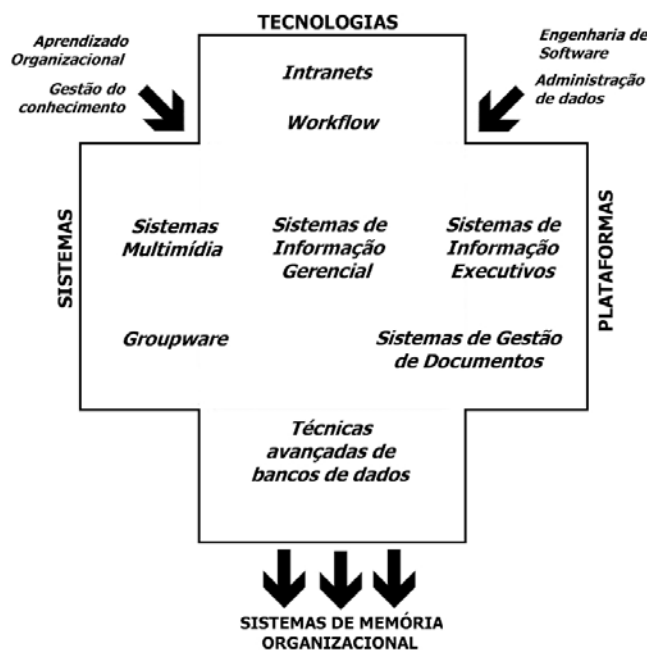 TECNOLOGIAS
Aprendizado
Organizacional
Gestão do
conhecimento
Engenharia de
Software
Administração
de dados
Intranets
Workflow
SISTEMAS
Sistemas
Multimídia
Sistemas de
Informação
Gerencial
Sistemas de
Informação
Executivos
PLATAFORMAS
Groupware
Sistemas de Gestão
de Documentos
Técnicas
avançadas de
bancos de dados
SISTEMAS DE MEMÓRIA
ORGANIZACIONAL